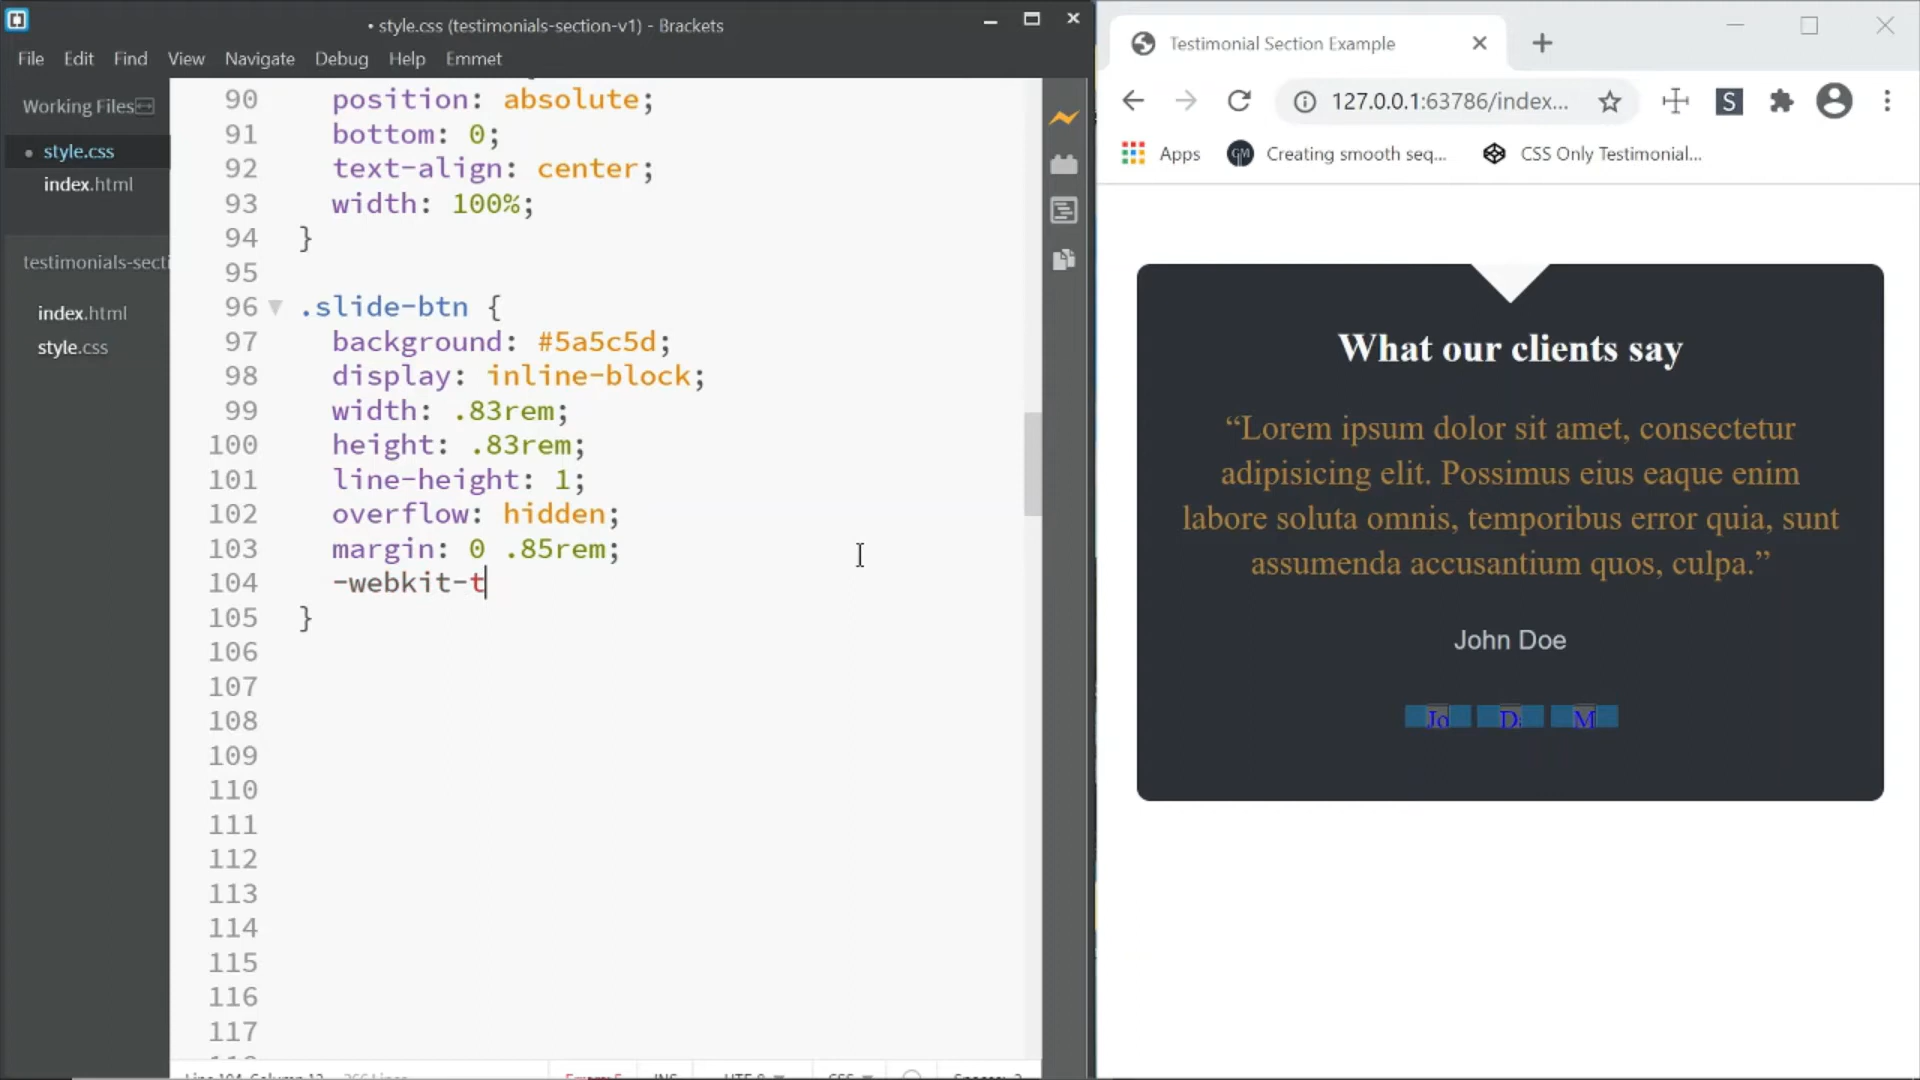 • style.css (testimonials-section-v1) - Brackets
File Edit Find View Navigate Debug Help Emmet
Working Files
• style.css
index.html
testimonials-secti
index.html
style.css
90 position: absolute;
91 bottom: 0;
92 text-align: center;
93 width: 100%;
94 }
95
96 .slide-btn {
97 background: #5a5c5d;
98 display: inline-block;
99 width: .83rem;
100 height: .83rem;
101 line-height: 1;
102 overflow: hidden;
103 margin: 0 .85rem;
104 -webkit-t
105 }
106
107
108
109
110
111
112
113
114
115
116
117
Testimonial Section Example
127.0.0.1:63786/index...
S
Apps GM Creating smooth seq... CSS Only Testimonial...
What our clients say
“Lorem ipsum dolor sit amet, consectetur
adipisicing elit. Possimus eius eaque enim
labore soluta omnis, temporibus error quia, sunt
assumenda accusantium quos, culpa.”
John Doe
Jo D M